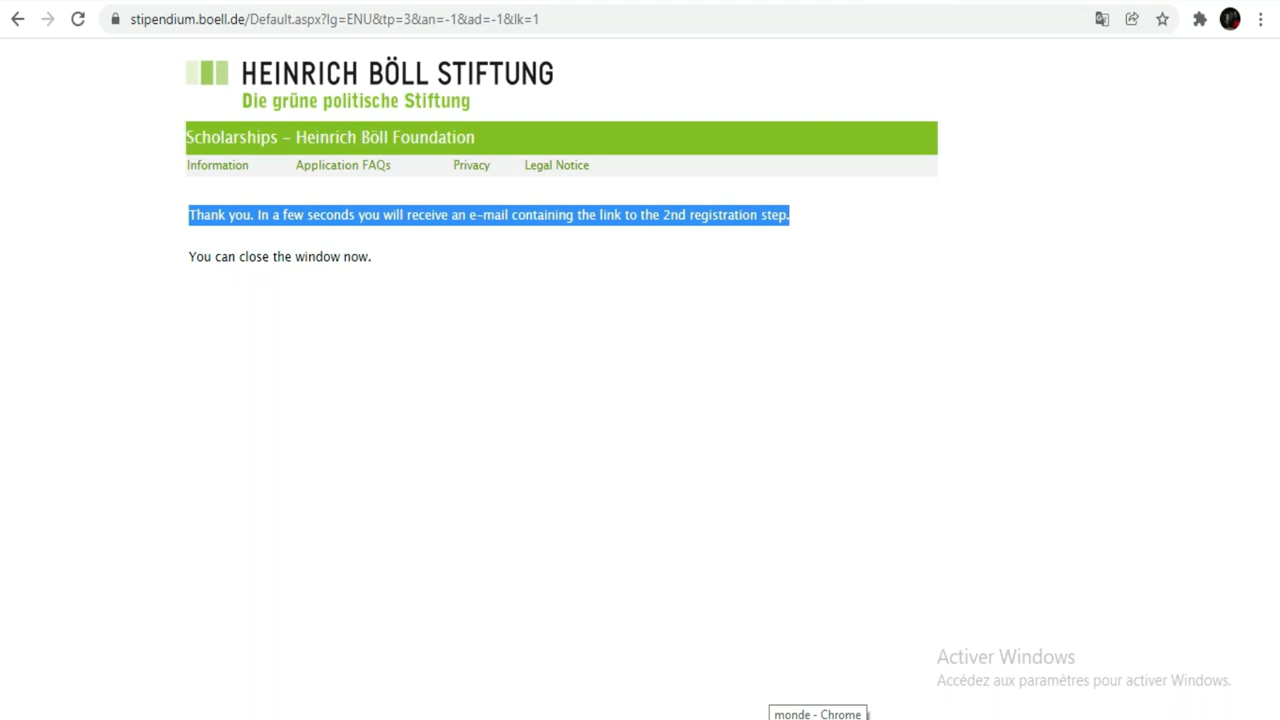 stipendium.boell.de/Default.aspx?lg=ENU&tp=3&an=-1&ad=-1&lk=1
HEINRICH BÖLL STIFTUNG
Die grüne politische Stiftung
Scholarships – Heinrich Böll Foundation
Information Application FAQs Privacy Legal Notice
Thank you. In a few seconds you will receive an e-mail containing the link to the 2nd registration step.
You can close the window now.
Activer Windows
Accédez aux paramètres pour activer Windows.
monde - Chrome